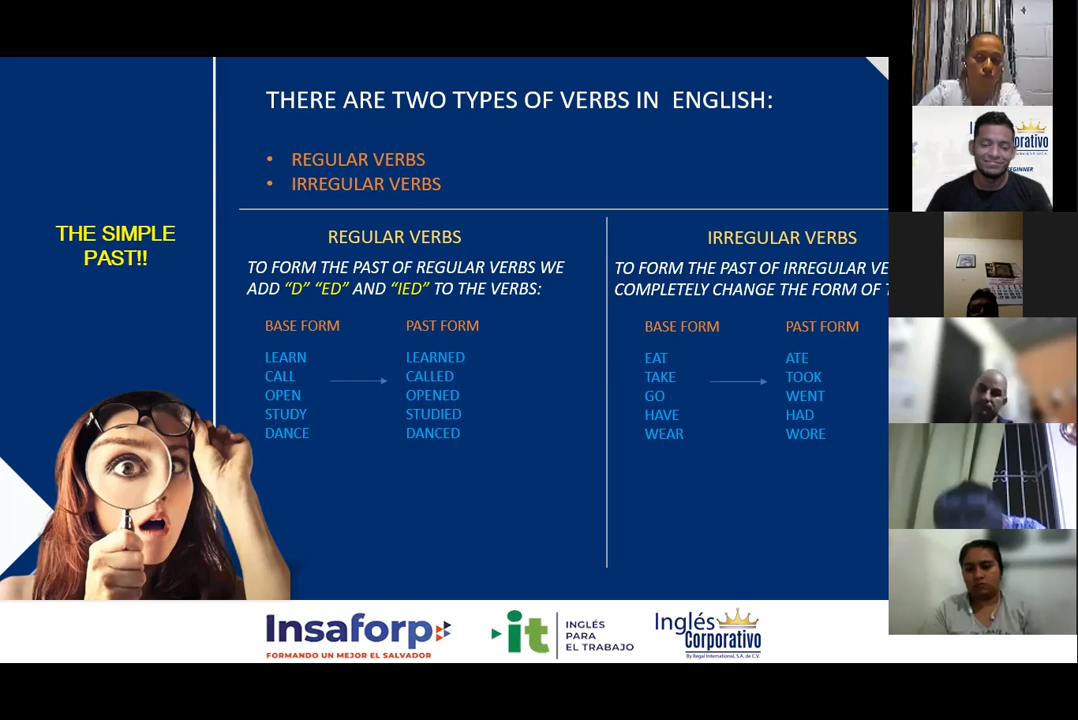 THERE ARE TWO TYPES OF VERBS IN ENGLISH:
• REGULAR VERBS
• IRREGULAR VERBS
THE SIMPLE
PAST!!
REGULAR VERBS
TO FORM THE PAST OF REGULAR VERBS WE
ADD “D” “ED” AND “IED” TO THE VERBS:
BASE FORM PAST FORM
LEARN LEARNED
CALL CALLED
OPEN OPENED
STUDY STUDIED
DANCE DANCED
IRREGULAR VERBS
TO FORM THE PAST OF IRREGULAR VE
COMPLETELY CHANGE THE FORM OF T
BASE FORM PAST FORM
EAT ATE
TAKE TOOK
GO WENT
HAVE HAD
WEAR WORE
Insaforp
FORMANDO UN MEJOR EL SALVADOR
it
INGLÉS
PARA
EL TRABAJO
Inglés
Corporativo
By Regal International, S.A. de C.V.
In
porativo
EGINNER